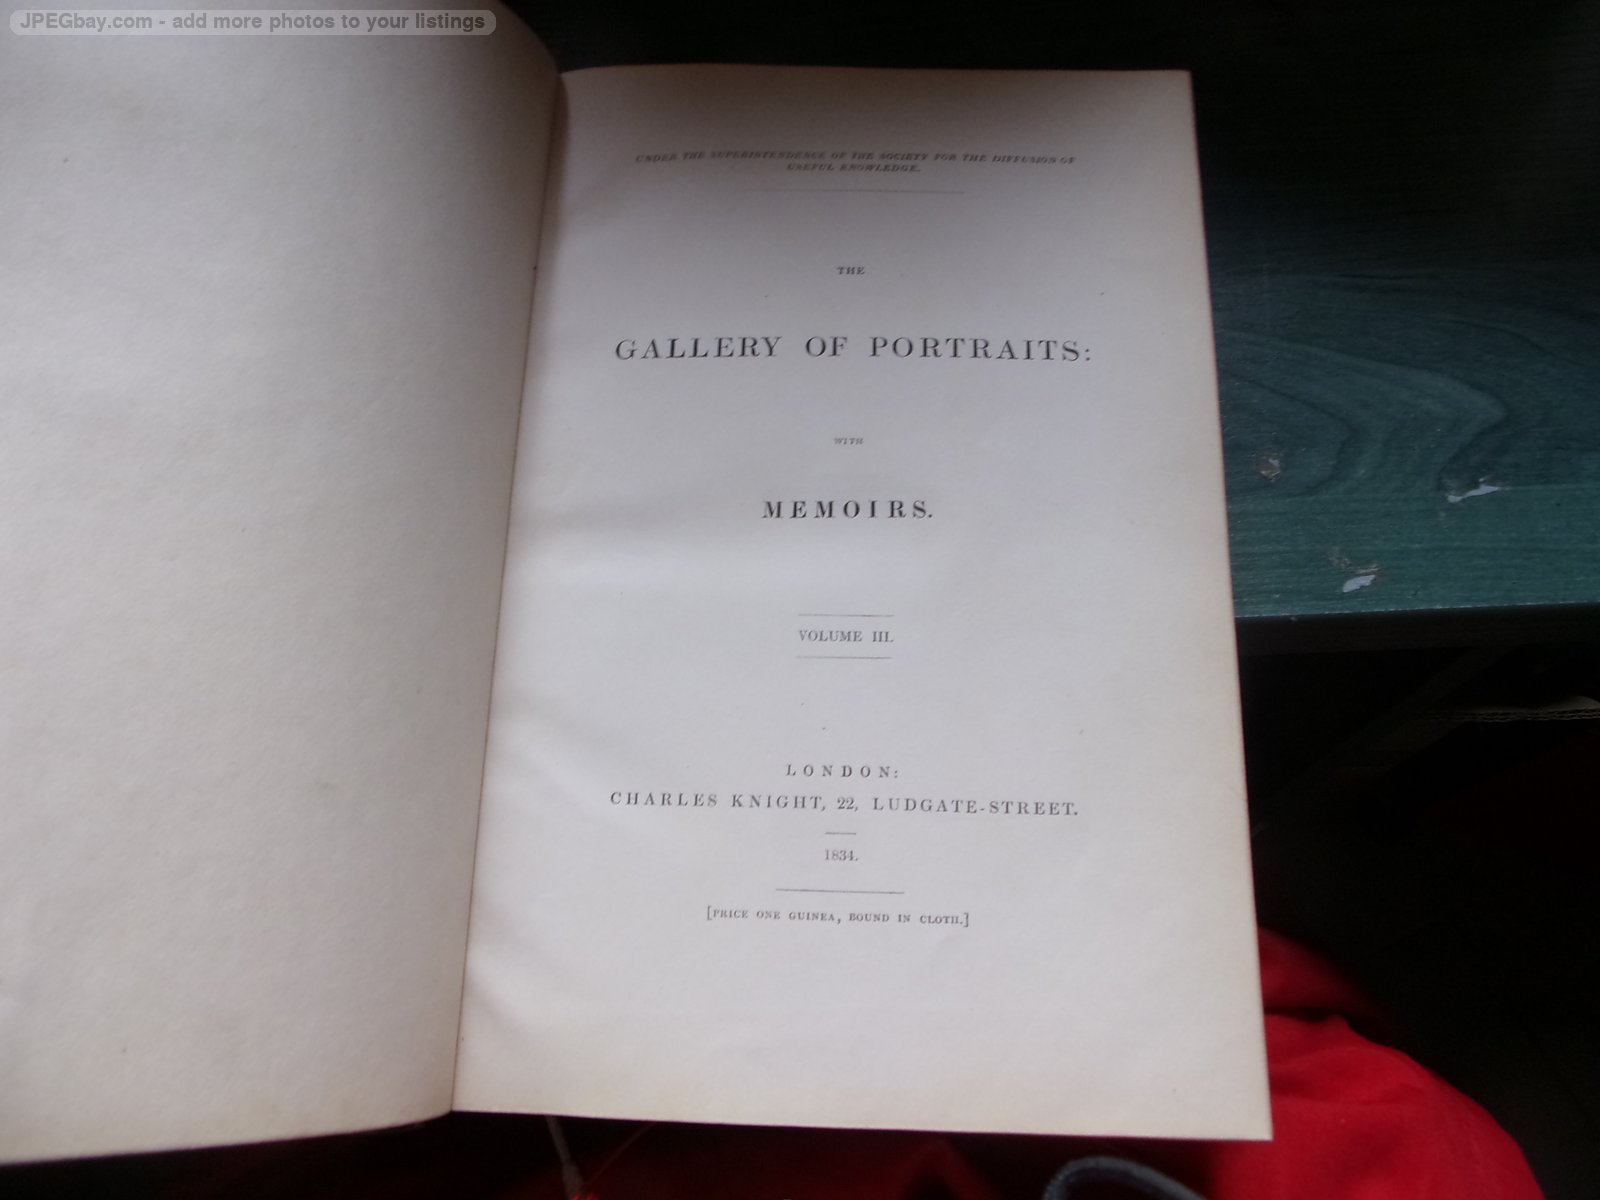 JPEGbay.com - add more photos to your listings
UNDER THE SUPERINTENDENCE OF THE SOCIETY FOR THE DIFFUSION OF
USEFUL KNOWLEDGE.
THE
GALLERY OF PORTRAITS:
WITH
MEMOIRS.
VOLUME III.
LONDON:
CHARLES KNIGHT, 22, LUDGATE-STREET.
1834.
[PRICE ONE GUINEA, BOUND IN CLOTH.]